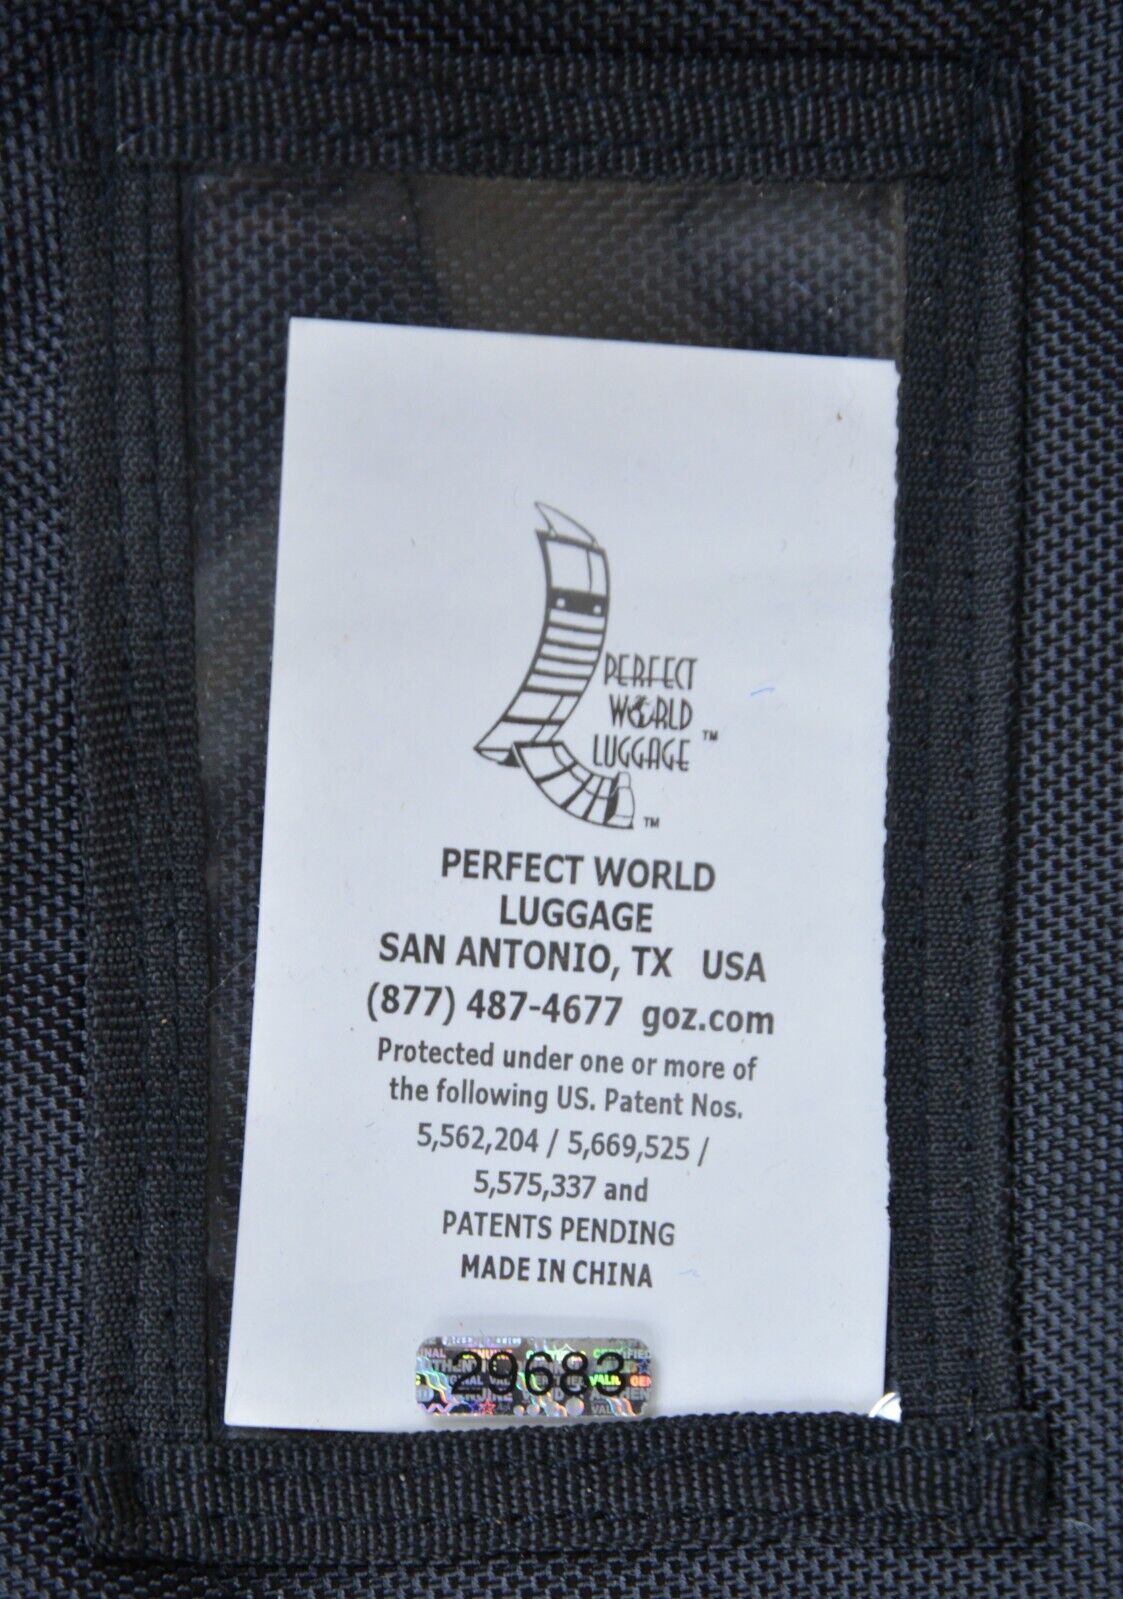 PERFECT
WORLD
LUGGAGE ™
™
PERFECT WORLD
LUGGAGE
SAN ANTONIO, TX USA
(877) 487-4677 goz.com
Protected under one or more of
the following US. Patent Nos.
5,562,204 / 5,669,525 /
5,575,337 and
PATENTS PENDING
MADE IN CHINA
29683